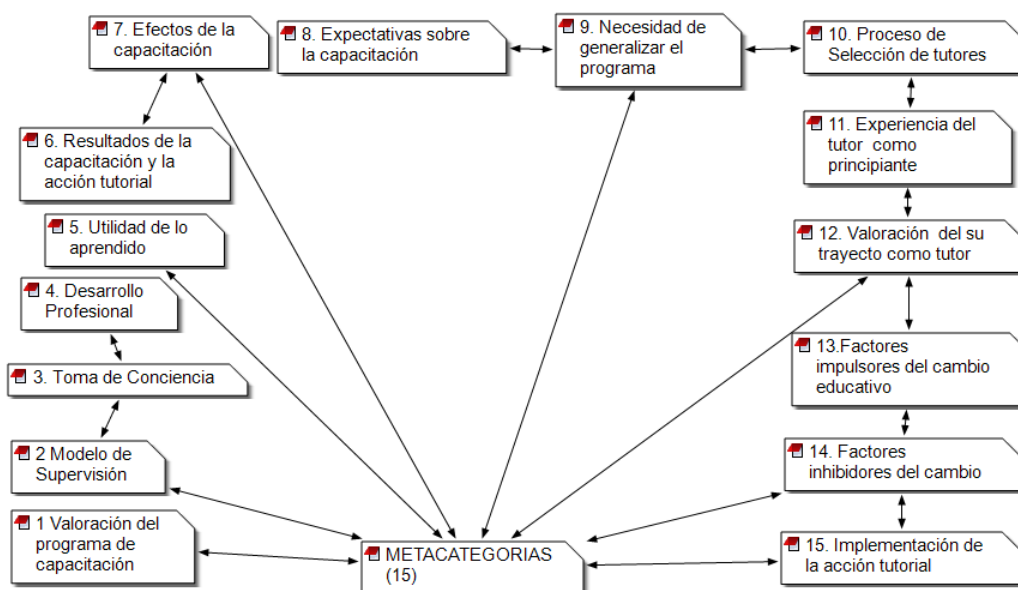 7. Efectos de la
capacitación
8. Expectativas sobre
la capacitación
9. Necesidad de
generalizar el
programa
10. Proceso de
Selección de tutores
6. Resultados de la
capacitación y la
acción tutorial
11. Experiencia del
tutor como
principiante
5. Utilidad de lo
aprendido
12. Valoración del su
trayecto como tutor
4. Desarrollo
Profesional
13.Factores
impulsores del cambio
educativo
3. Toma de Conciencia
2 Modelo de
Supervisión
14. Factores
inhibidores del cambio
1 Valoración del
programa de
capacitación
METACATEGORIAS
(15)
15. Implementación de
la acción tutorial